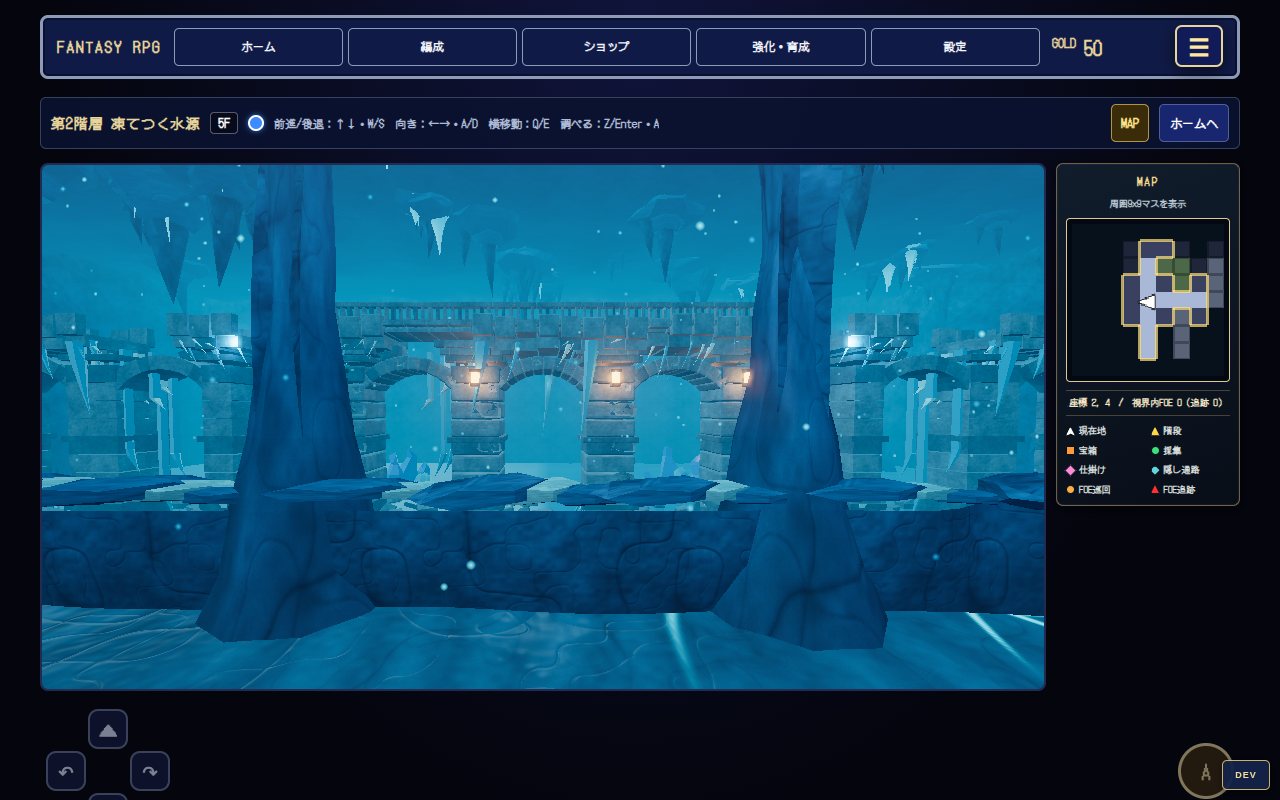 FANTASY RPG
ホーム
編成
ショップ
強化・育成
設定
GOLD 50
第2階層 凍てつく水源
5F
前進/後退：↑↓・W/S 向き：←→・A/D 横移動：Q/E 調べる：Z/Enter・A
MAP
ホームへ
MAP
周囲9x9マスを表示
座標 2, 4 / 視界内FOE 0（追跡 0）
現在地
階段
宝箱
採集
仕掛け
隠し通路
FOE巡回
FOE追跡
A
DEV